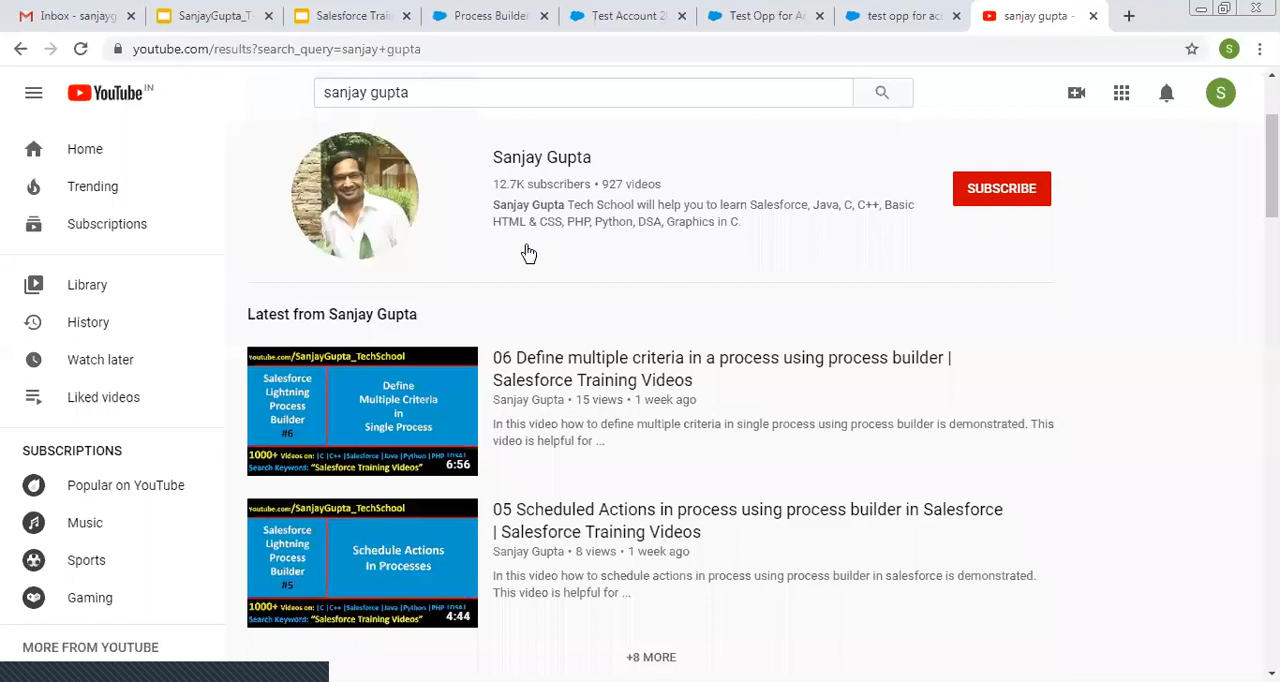 Inbox - sanjayg
SanjayGupta_T
Salesforce Trai
Process Builder
Test Account 2
Test Opp for A
test opp for ac
sanjay gupta -
youtube.com/results?search_query=sanjay+gupta
S
YouTube IN
sanjay gupta
S
Home
Trending
Subscriptions
Library
History
Watch later
Liked videos
SUBSCRIPTIONS
Popular on YouTube
Music
Sports
Gaming
MORE FROM YOUTUBE
Sanjay Gupta
12.7K subscribers • 927 videos
Sanjay Gupta Tech School will help you to learn Salesforce, Java, C, C++, Basic
HTML & CSS, PHP, Python, DSA, Graphics in C.
SUBSCRIBE
Latest from Sanjay Gupta
Youtube.com/SanjayGupta_TechSchool
Salesforce
Lightning
Process
Builder
#6
Define
Multiple Criteria
in
Single Process
1000+ Videos on: |C |C++ |Salesforce |Java |Python |PHP |DSA|
Search Keyword: "Salesforce Training Videos"
6:56
06 Define multiple criteria in a process using process builder |
Salesforce Training Videos
Sanjay Gupta • 15 views • 1 week ago
In this video how to define multiple criteria in single process using process builder is demonstrated. This
video is helpful for ...
Youtube.com/SanjayGupta_TechSchool
Salesforce
Lightning
Process
Builder
#5
Schedule Actions
In Processes
1000+ Videos on: |C |C++ |Salesforce |Java |Python |PHP |DSA|
Search Keyword: "Salesforce Training Videos"
4:44
05 Scheduled Actions in process using process builder in Salesforce
| Salesforce Training Videos
Sanjay Gupta • 8 views • 1 week ago
In this video how to schedule actions in process using process builder in salesforce is demonstrated.
This video is helpful for ...
+8 MORE